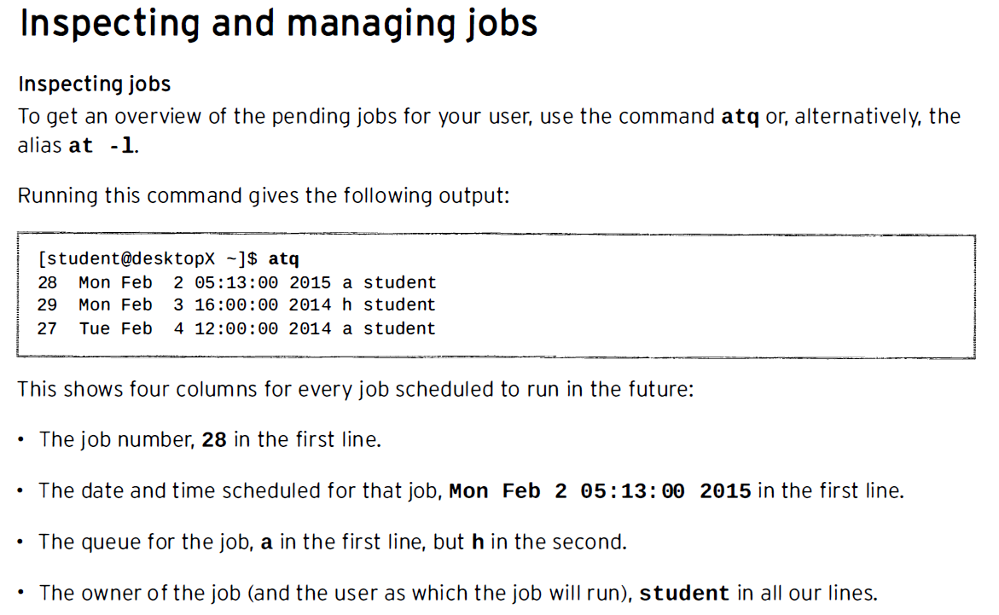 Inspecting and managing jobs
Inspecting jobs
To get an overview of the pending jobs for your user, use the command atq or, alternatively, the
alias at -l.
Running this command gives the following output:
[student@desktopX ~]$ atq
28  Mon Feb  2 05:13:00 2015 a student
29  Mon Feb  3 16:00:00 2014 h student
27  Tue Feb  4 12:00:00 2014 a student
This shows four columns for every job scheduled to run in the future:
• The job number, 28 in the first line.
• The date and time scheduled for that job, Mon Feb 2 05:13:00 2015 in the first line.
• The queue for the job, a in the first line, but h in the second.
• The owner of the job (and the user as which the job will run), student in all our lines.